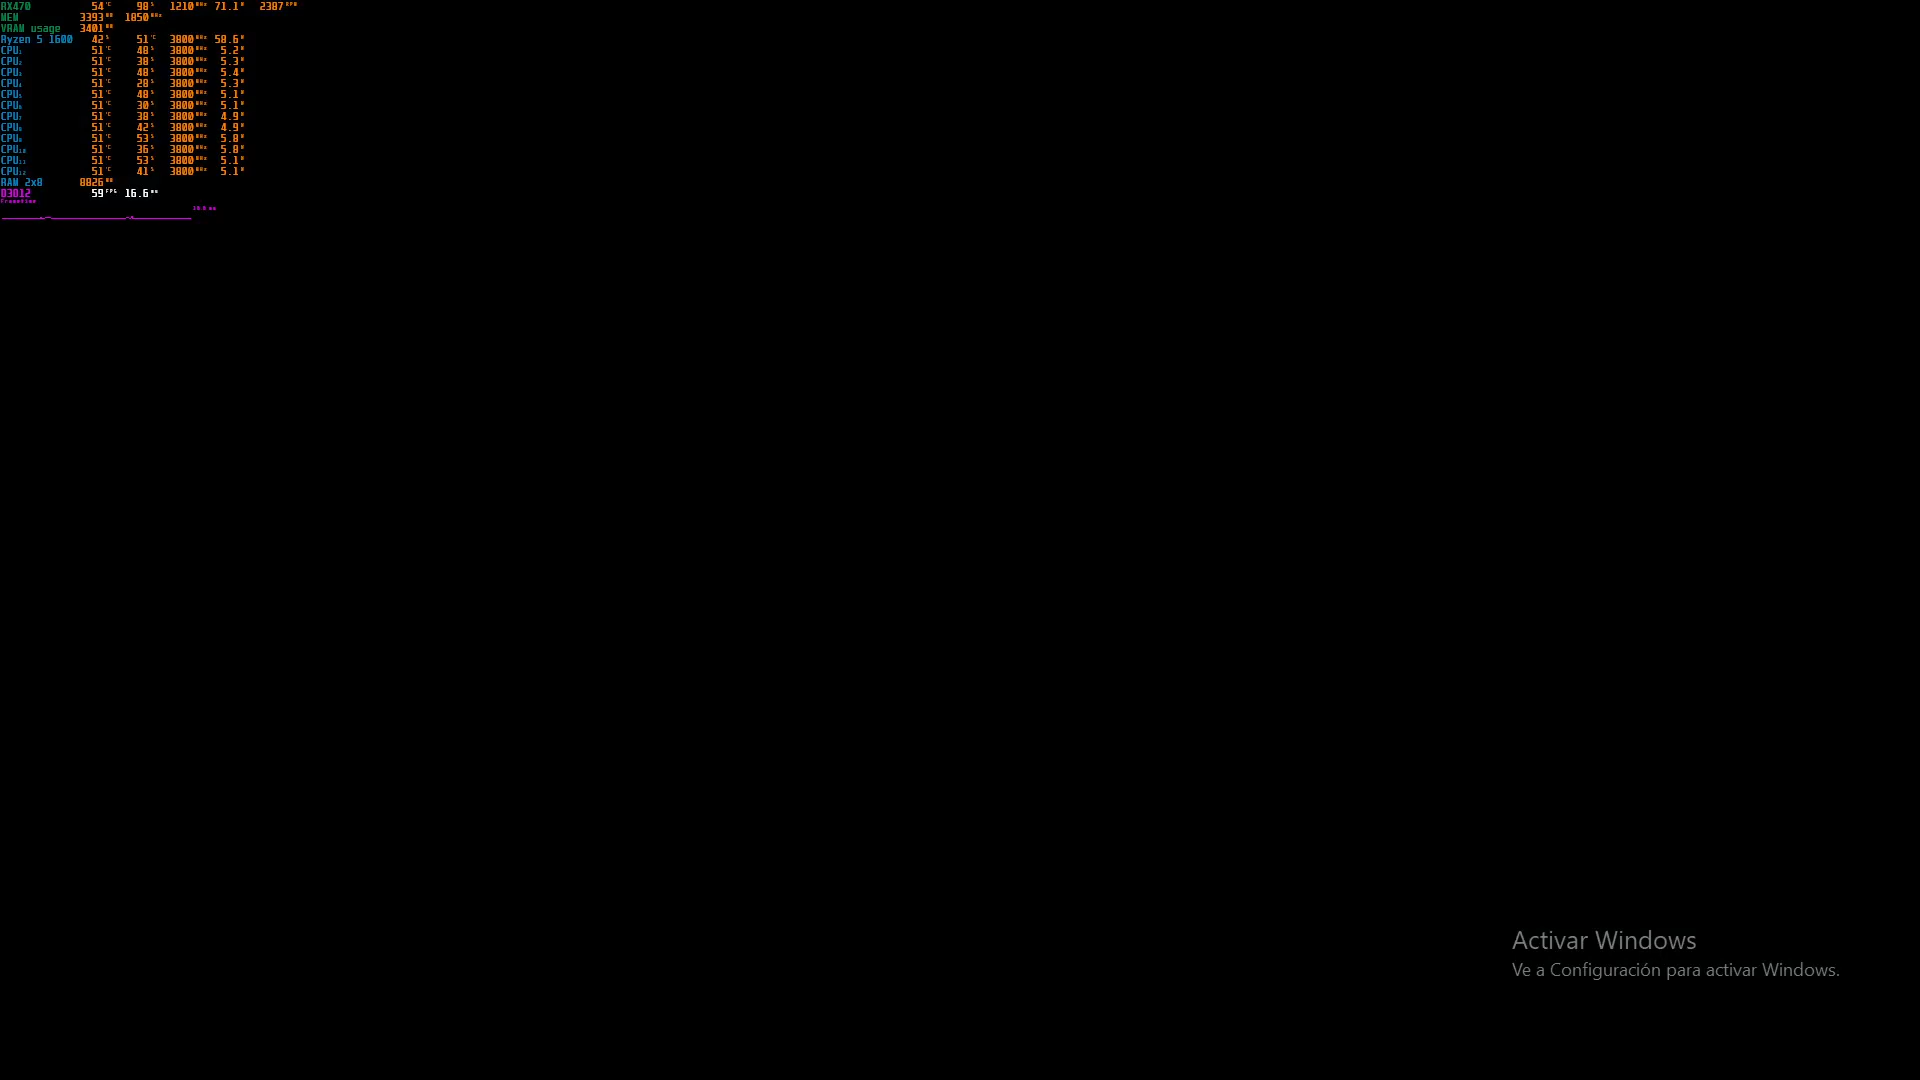 RX470 54°C 98% 1210MHz 71.1W 2387RPM
MEM 3393MB 1850MHz
VRAM usage 3401MB
Ryzen 5 1600 42% 51°C 3800MHz 58.6W
CPU1 51°C 48% 3800MHz 5.2W
CPU2 51°C 38% 3800MHz 5.3W
CPU3 51°C 48% 3800MHz 5.4W
CPU4 51°C 28% 3800MHz 5.3W
CPU5 51°C 48% 3800MHz 5.1W
CPU6 51°C 30% 3800MHz 5.1W
CPU7 51°C 38% 3800MHz 4.9W
CPU8 51°C 42% 3800MHz 4.9W
CPU9 51°C 53% 3800MHz 5.8W
CPU10 51°C 36% 3800MHz 5.8W
CPU11 51°C 53% 3800MHz 5.1W
CPU12 51°C 41% 3800MHz 5.1W
RAM 2x8 8826MB
D3D12 59FPS 16.6ms
Frametime
Activar Windows
Ve a Configuración para activar Windows.